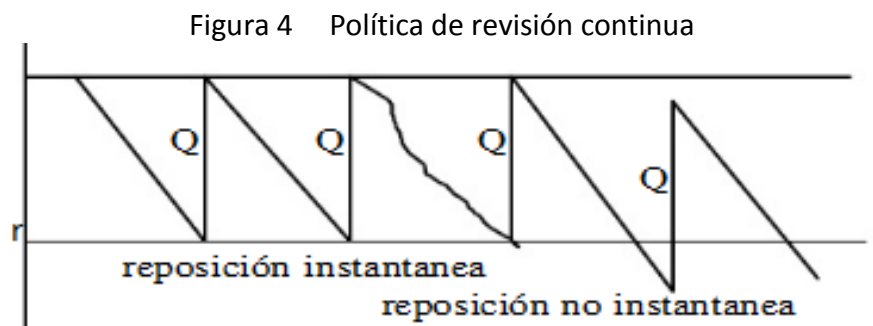 Figura 4 Política de revisión continua
Q Q Q
Q
r
reposición instantanea
reposición no instantanea